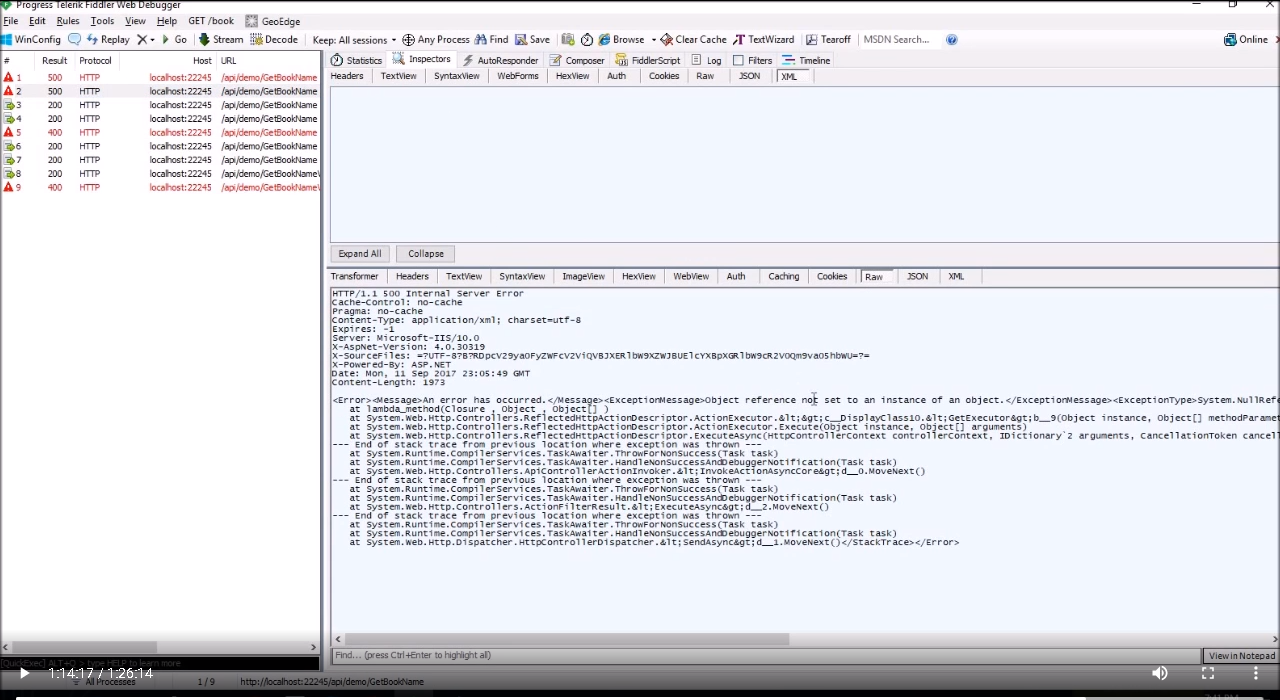 Progress Telerik Fiddler Web Debugger
File Edit Rules Tools View Help GET /book GeoEdge
WinConfig Replay X Go Stream Decode Keep: All sessions Any Process Find Save Browse Clear Cache TextWizard Tearoff MSDN Search... Online
# Result Protocol Host URL
1 500 HTTP localhost:22245 /api/demo/GetBookName
2 500 HTTP localhost:22245 /api/demo/GetBookName
3 200 HTTP localhost:22245 /api/demo/GetBookName
4 200 HTTP localhost:22245 /api/demo/GetBookName
5 400 HTTP localhost:22245 /api/demo/GetBookName
6 200 HTTP localhost:22245 /api/demo/GetBookName
7 200 HTTP localhost:22245 /api/demo/GetBookName
8 200 HTTP localhost:22245 /api/demo/GetBookName
9 400 HTTP localhost:22245 /api/demo/GetBookName
Statistics Inspectors AutoResponder Composer FiddlerScript Log Filters Timeline
Headers TextView SyntaxView WebForms HexView Auth Cookies Raw JSON XML
Expand All Collapse
Transformer Headers TextView SyntaxView ImageView HexView WebView Auth Caching Cookies Raw JSON XML
HTTP/1.1 500 Internal Server Error
Cache-Control: no-cache
Pragma: no-cache
Content-Type: application/xml; charset=utf-8
Expires: -1
Server: Microsoft-IIS/10.0
X-AspNet-Version: 4.0.30319
X-SourceFiles:
X-Powered-By: ASP.NET
Date: Mon, 11 Sep 2017 23:05:49 GMT
Content-Length: 1973
<Error><Message>An error has occurred.</Message><ExceptionMessage>Object reference not set to an instance of an object.</ExceptionMessage><ExceptionType>System.NullRefe
at lambda_method(Closure , Object , Object[] )
at System.Web.Http.Controllers.ReflectedHttpActionDescriptor.ActionExecutor.&lt;&gt;c__DisplayClass10.&lt;GetExecutor&gt;b__9(Object instance, Object[] methodParamet
at System.Web.Http.Controllers.ReflectedHttpActionDescriptor.ActionExecutor.Execute(Object instance, Object[] arguments)
at System.Web.Http.Controllers.ReflectedHttpActionDescriptor.ExecuteAsync(HttpControllerContext controllerContext, IDictionary`2 arguments, CancellationToken cancell
--- End of stack trace from previous location where exception was thrown ---
at System.Runtime.CompilerServices.TaskAwaiter.ThrowForNonSuccess(Task task)
at System.Runtime.CompilerServices.TaskAwaiter.HandleNonSuccessAndDebuggerNotification(Task task)
at System.Web.Http.Controllers.ApiControllerActionInvoker.&lt;InvokeActionAsyncCore&gt;d__0.MoveNext()
--- End of stack trace from previous location where exception was thrown ---
at System.Runtime.CompilerServices.TaskAwaiter.ThrowForNonSuccess(Task task)
at System.Runtime.CompilerServices.TaskAwaiter.HandleNonSuccessAndDebuggerNotification(Task task)
at System.Web.Http.Controllers.ActionFilterResult.&lt;ExecuteAsync&gt;d__2.MoveNext()
--- End of stack trace from previous location where exception was thrown ---
at System.Runtime.CompilerServices.TaskAwaiter.ThrowForNonSuccess(Task task)
at System.Runtime.CompilerServices.TaskAwaiter.HandleNonSuccessAndDebuggerNotification(Task task)
at System.Web.Http.Dispatcher.HttpControllerDispatcher.&lt;SendAsync&gt;d__1.MoveNext()</StackTrace></Error>
Find... (press Ctrl+Enter to highlight all) View in Notepad
[QuickExec] ALT+Q > type HELP to learn more
1:14:17 / 1:26:14
All Processes 1 / 9 http://localhost:22245/api/demo/GetBookName